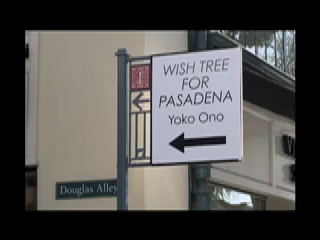 WISH TREE
FOR
PASADENA
Yoko Ono
Douglas Alley